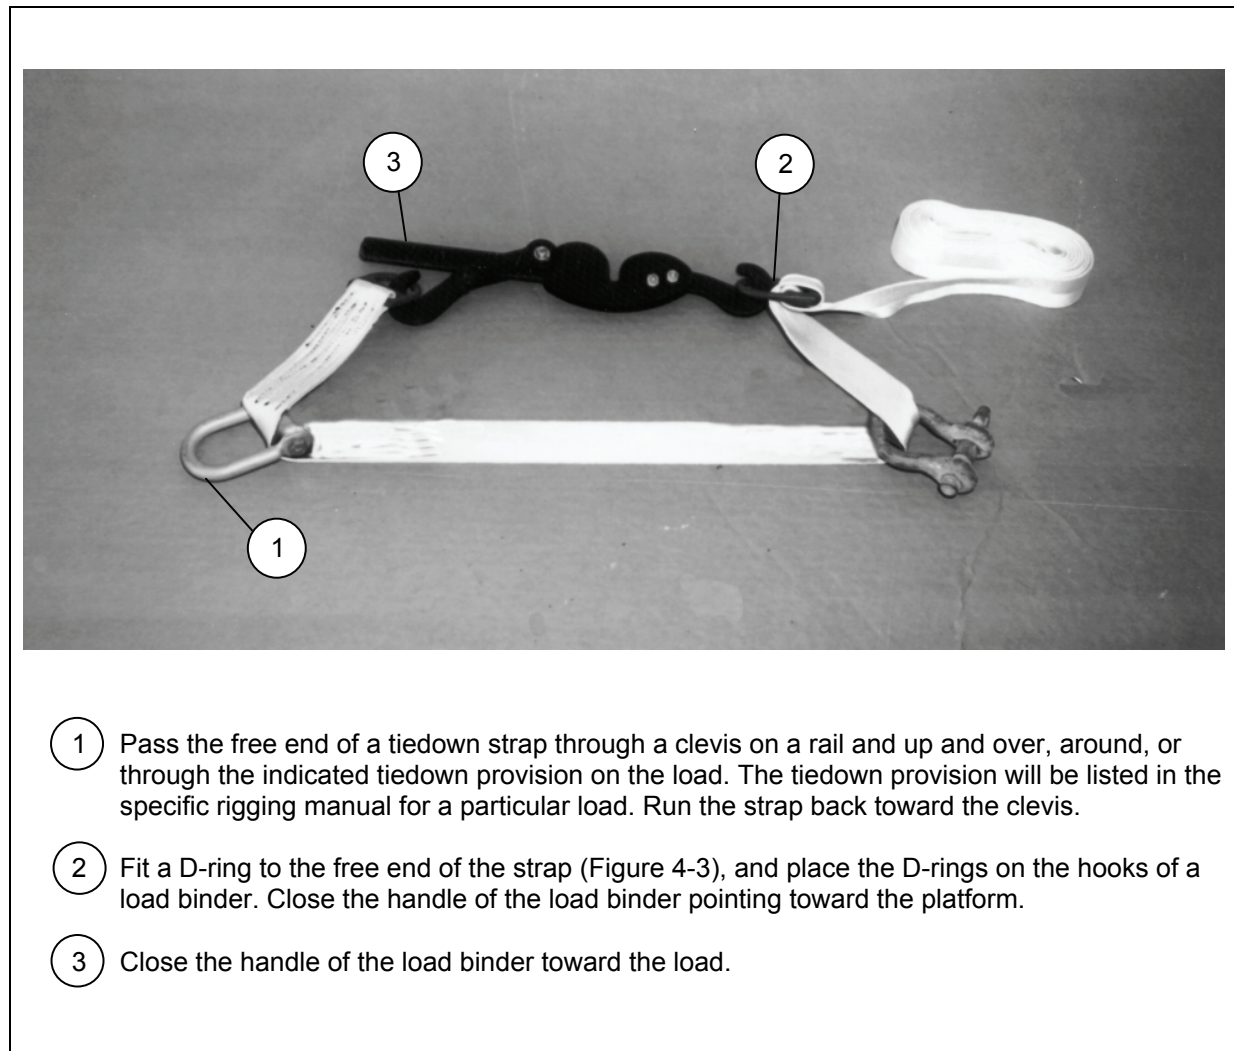 3
2
1
1 Pass the free end of a tiedown strap through a clevis on a rail and up and over, around, or
through the indicated tiedown provision on the load. The tiedown provision will be listed in the
specific rigging manual for a particular load. Run the strap back toward the clevis.
2 Fit a D-ring to the free end of the strap (Figure 4-3), and place the D-rings on the hooks of a
load binder. Close the handle of the load binder pointing toward the platform.
3 Close the handle of the load binder toward the load.